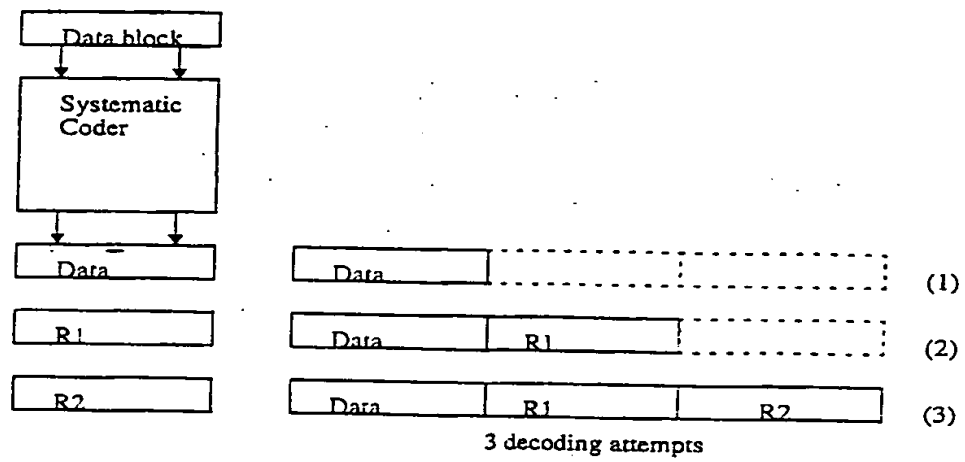 Data block
Systematic
Coder
Data
Data
(1)
R1
Data
R1
(2)
R2
Data
R1
R2
(3)
3 decoding attempts